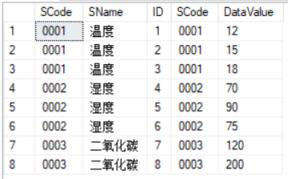 SCode SName ID SCode DataValue
1 0001 温度 1 0001 12
2 0001 温度 2 0001 15
3 0001 温度 3 0001 18
4 0002 湿度 4 0002 70
5 0002 湿度 5 0002 90
6 0002 湿度 6 0002 75
7 0003 二氧化碳 7 0003 120
8 0003 二氧化碳 8 0003 200